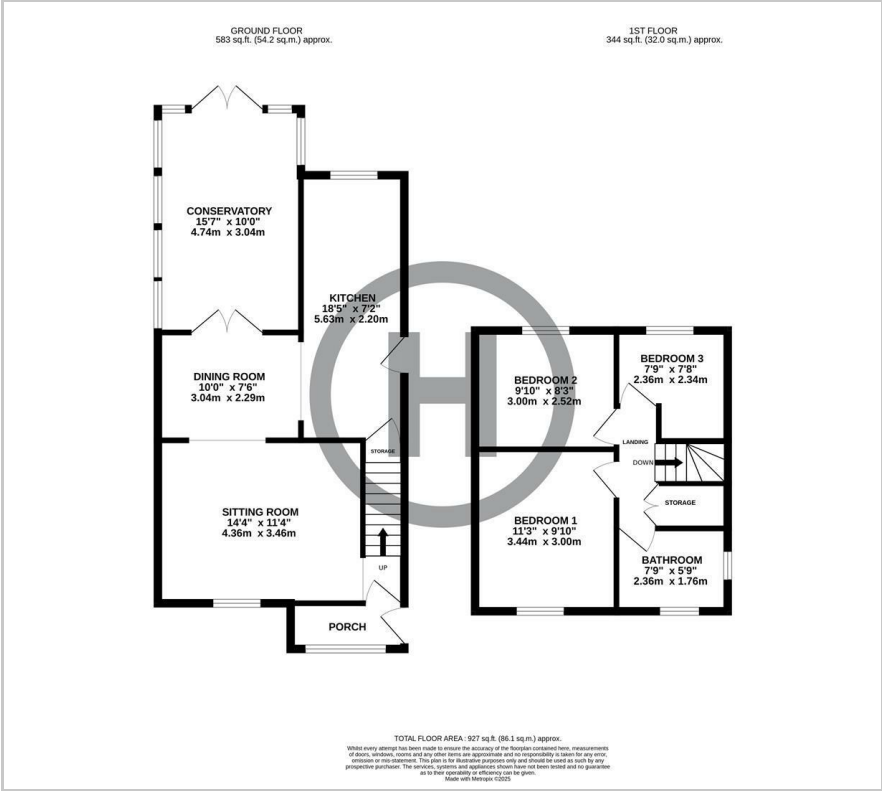 GROUND FLOOR
583 sq.ft. (54.2 sq.m.) approx.
1ST FLOOR
344 sq.ft. (32.0 sq.m.) approx.
CONSERVATORY
15'7" x 10'0"
4.74m x 3.04m
KITCHEN
18'5" x 7'2"
5.63m x 2.20m
DINING ROOM
10'0" x 7'6"
3.04m x 2.29m
STORAGE
SITTING ROOM
14'4" x 11'4"
4.36m x 3.46m
UP
PORCH
BEDROOM 2
9'10" x 8'3"
3.00m x 2.52m
BEDROOM 3
7'9" x 7'8"
2.36m x 2.34m
LANDING
DOWN
STORAGE
BEDROOM 1
11'3" x 9'10"
3.44m x 3.00m
BATHROOM
7'9" x 5'9"
2.36m x 1.76m
H
TOTAL FLOOR AREA : 927 sq.ft. (86.1 sq.m.) approx.
Whilst every attempt has been made to ensure the accuracy of the floorplan contained here, measurements
of doors, windows, rooms and any other items are approximate and no responsibility is taken for any error,
omission or mis-statement. This plan is for illustrative purposes only and should be used as such by any
prospective purchaser. The services, systems and appliances shown have not been tested and no guarantee
as to their operability or efficiency can be given.
Made with Metropix ©2025